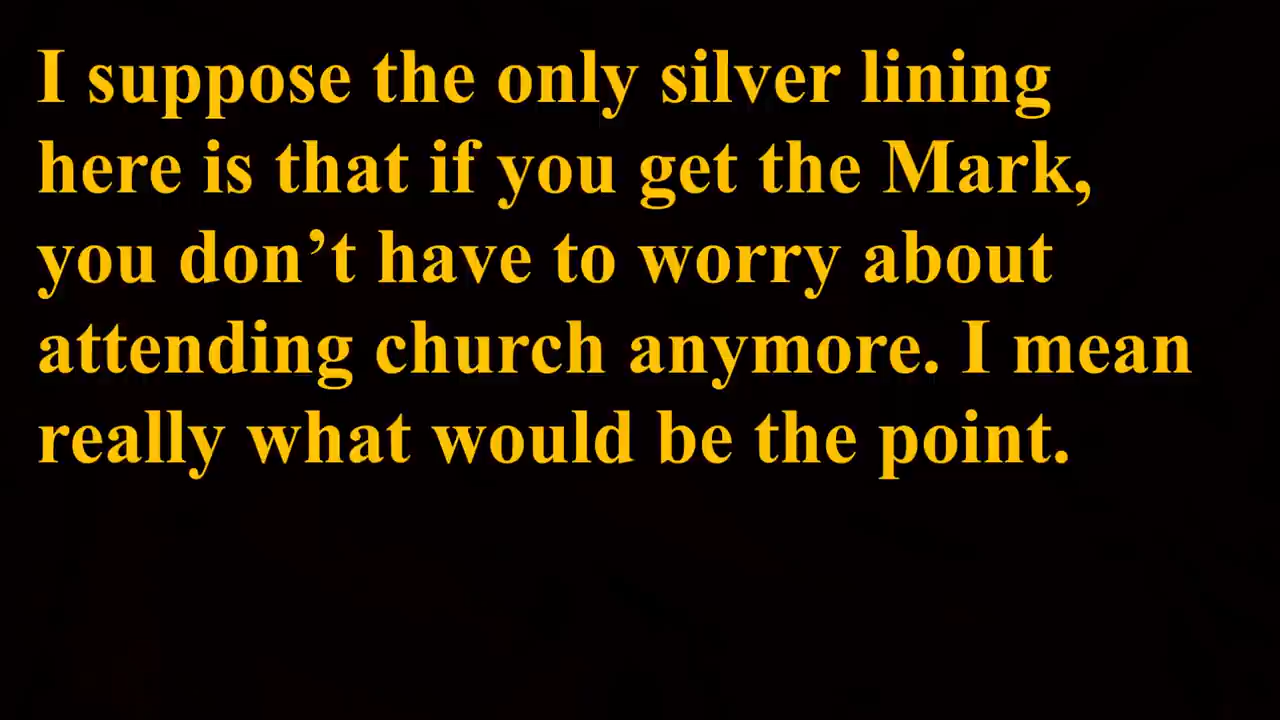 I suppose the only silver lining
here is that if you get the Mark,
you don’t have to worry about
attending church anymore. I mean
really what would be the point.